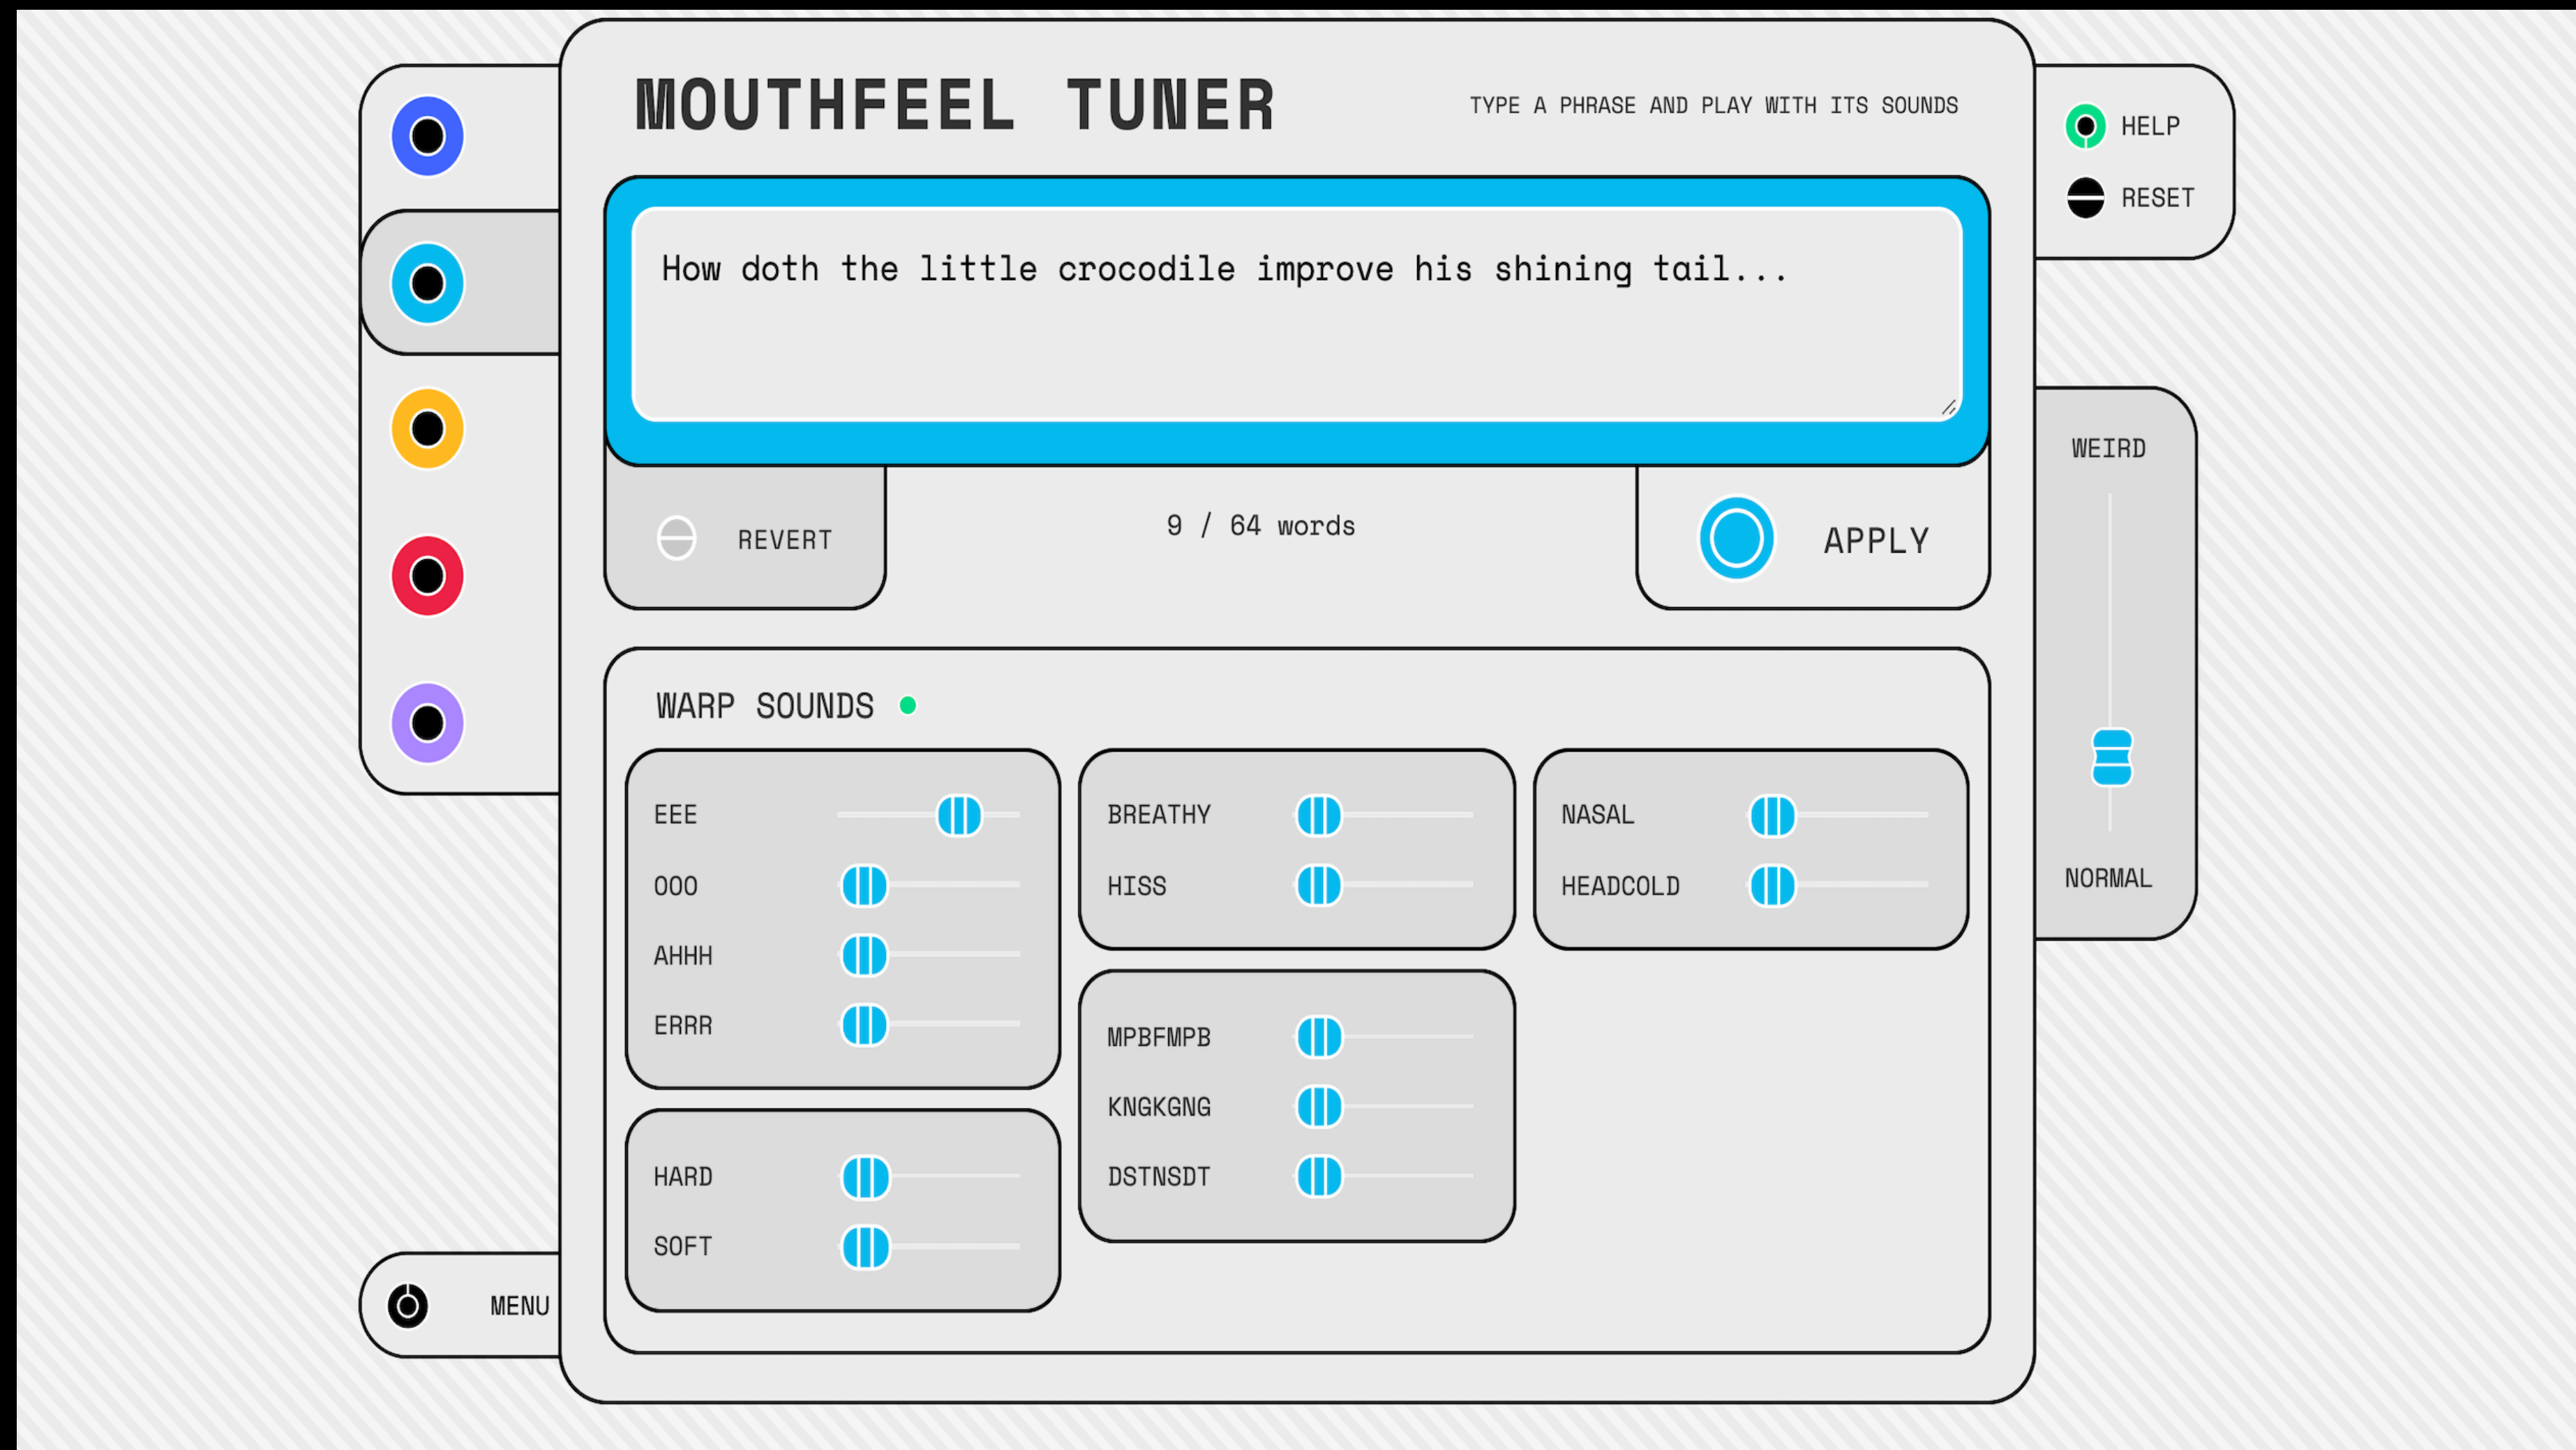 MOUTHFEEL TUNER
TYPE A PHRASE AND PLAY WITH ITS SOUNDS
HELP
RESET
How doth the little crocodile improve his shining tail...
REVERT
9 / 64 words
APPLY
WEIRD
NORMAL
WARP SOUNDS
EEE
OOO
AHHH
ERRR
HARD
SOFT
BREATHY
HISS
MPBFMPB
KNGKGNG
DSTNSDT
NASAL
HEADCOLD
MENU